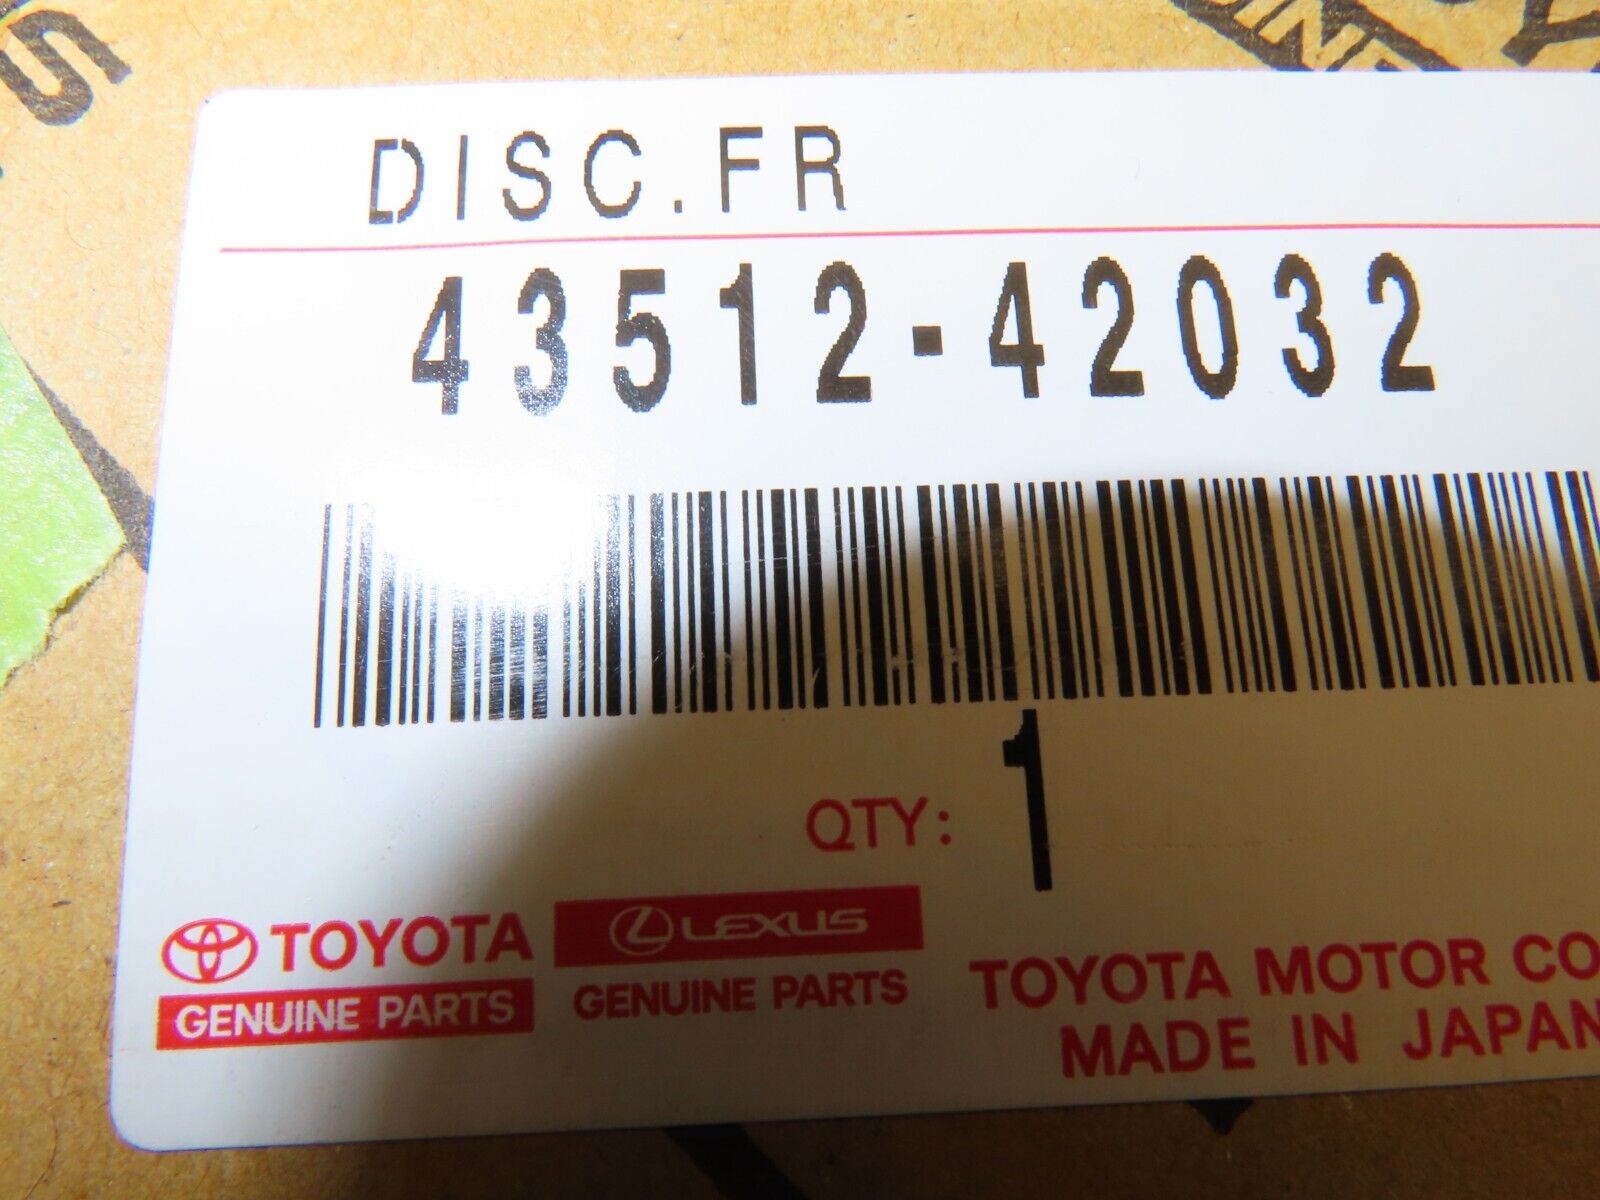 S
DISC.FR
43512-42032
QTY: 1
TOYOTA
GENUINE PARTS
LEXUS
GENUINE PARTS
TOYOTA MOTOR CO
MADE IN JAPAN